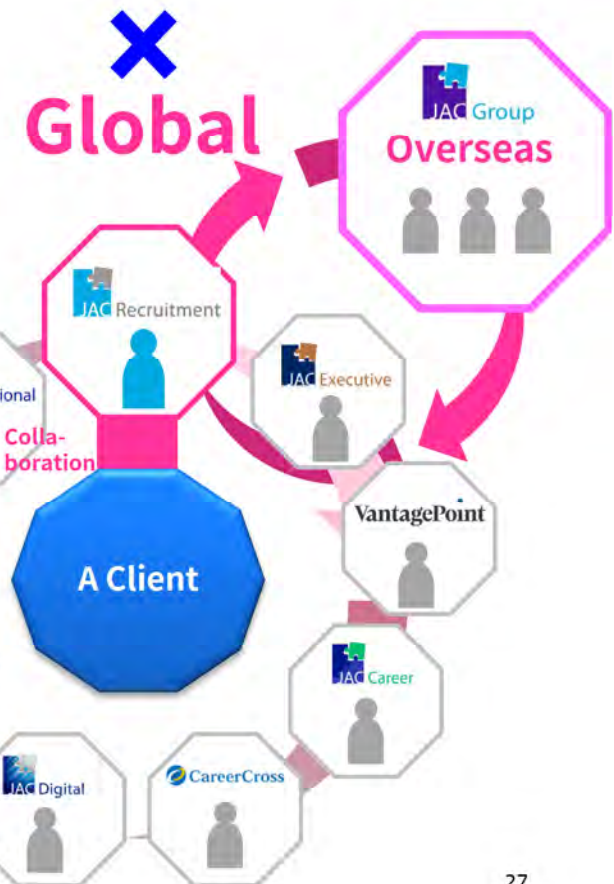 ×
Global
JAC Group
Overseas
JAC Recruitment
JAC Executive
ional
Colla-
boration
VantagePoint
A Client
JAC Career
JAC Digital
CareerCross
27